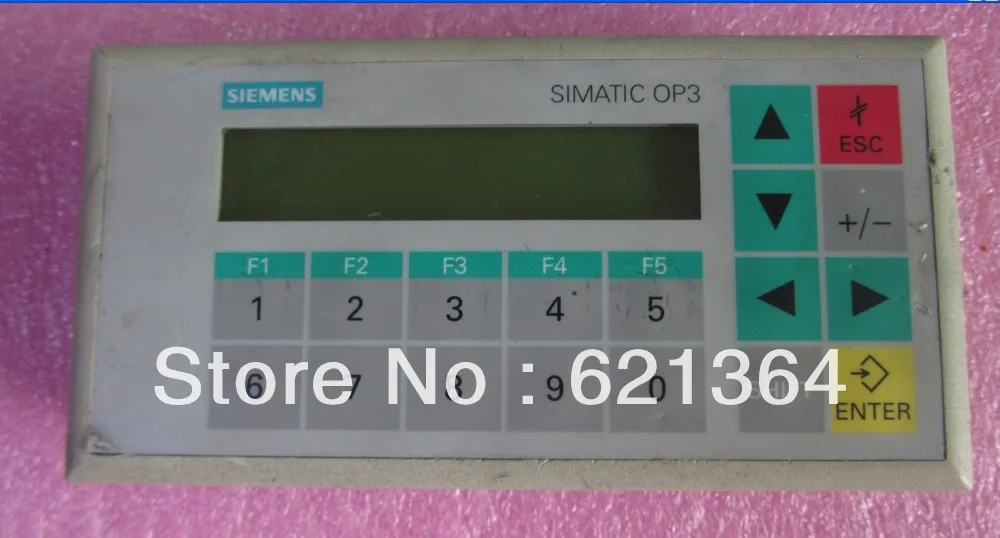 SIEMENS
SIMATIC OP3
ESC
+/−
F1 F2 F3 F4 F5
1 2 3 4 5
6 7 8 9 0 SHIFT
Store No : 621364
ENTER